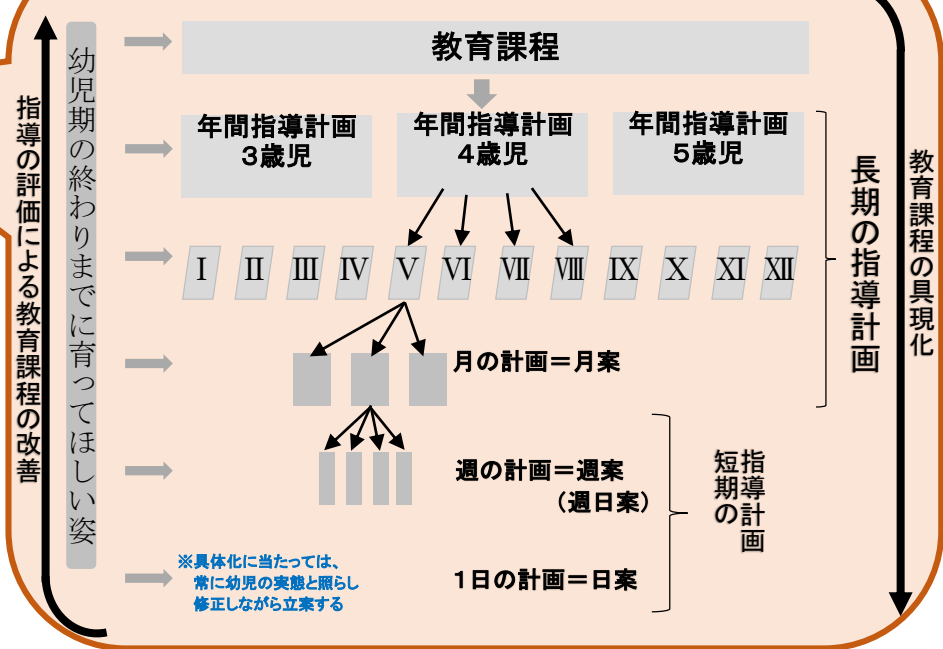 指導の評価による教育課程の改善
幼児期の終わりまでに育ってほしい姿
教育課程
年間指導計画
3歳児
年間指導計画
4歳児
年間指導計画
5歳児
Ⅰ Ⅱ Ⅲ Ⅳ Ⅴ Ⅵ Ⅶ Ⅷ Ⅸ Ⅹ Ⅺ Ⅻ
月の計画＝月案
週の計画＝週案
（週日案）
1日の計画＝日案
※具体化に当たっては、
常に幼児の実態と照らし
修正しながら立案する
長期の指導計画
短期の
指導計画
教育課程の具現化